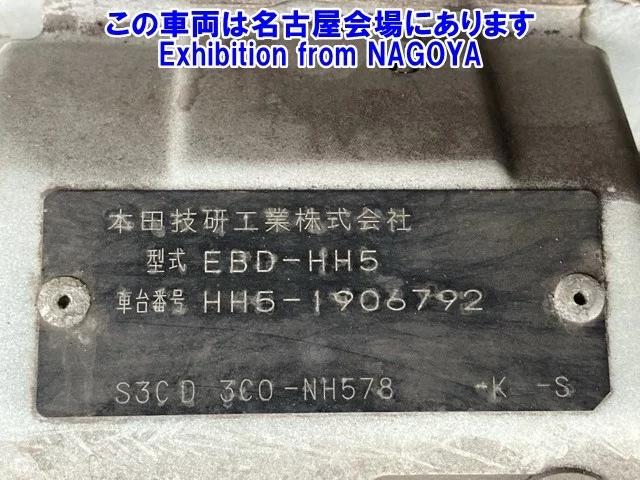 この車両は名古屋会場にあります
Exhibition from NAGOYA
本田技研工業株式会社
型式 EBD-HH5
車台番号 HH5-1906792
S3CD 3C0-NH578 -K -S